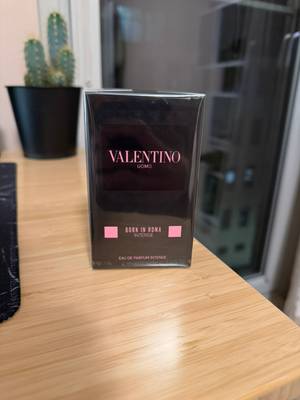 VALENTINO
UOMO
BORN IN ROMA
INTENSE
EAU DE PARFUM INTENSE